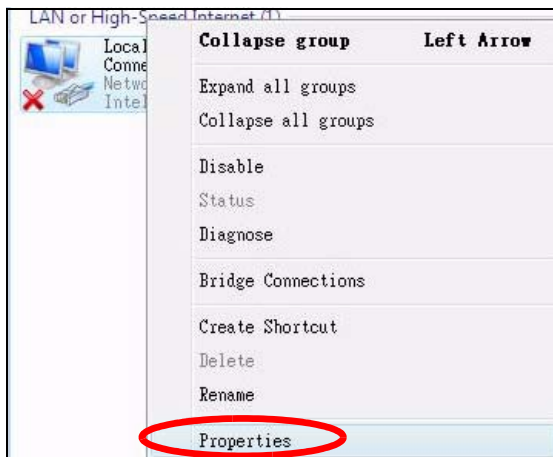 LAN or High-Speed Internet (1)
Local
Conne
Netwo
Intel
Collapse group Left Arrow
Expand all groups
Collapse all groups
Disable
Status
Diagnose
Bridge Connections
Create Shortcut
Delete
Rename
Properties